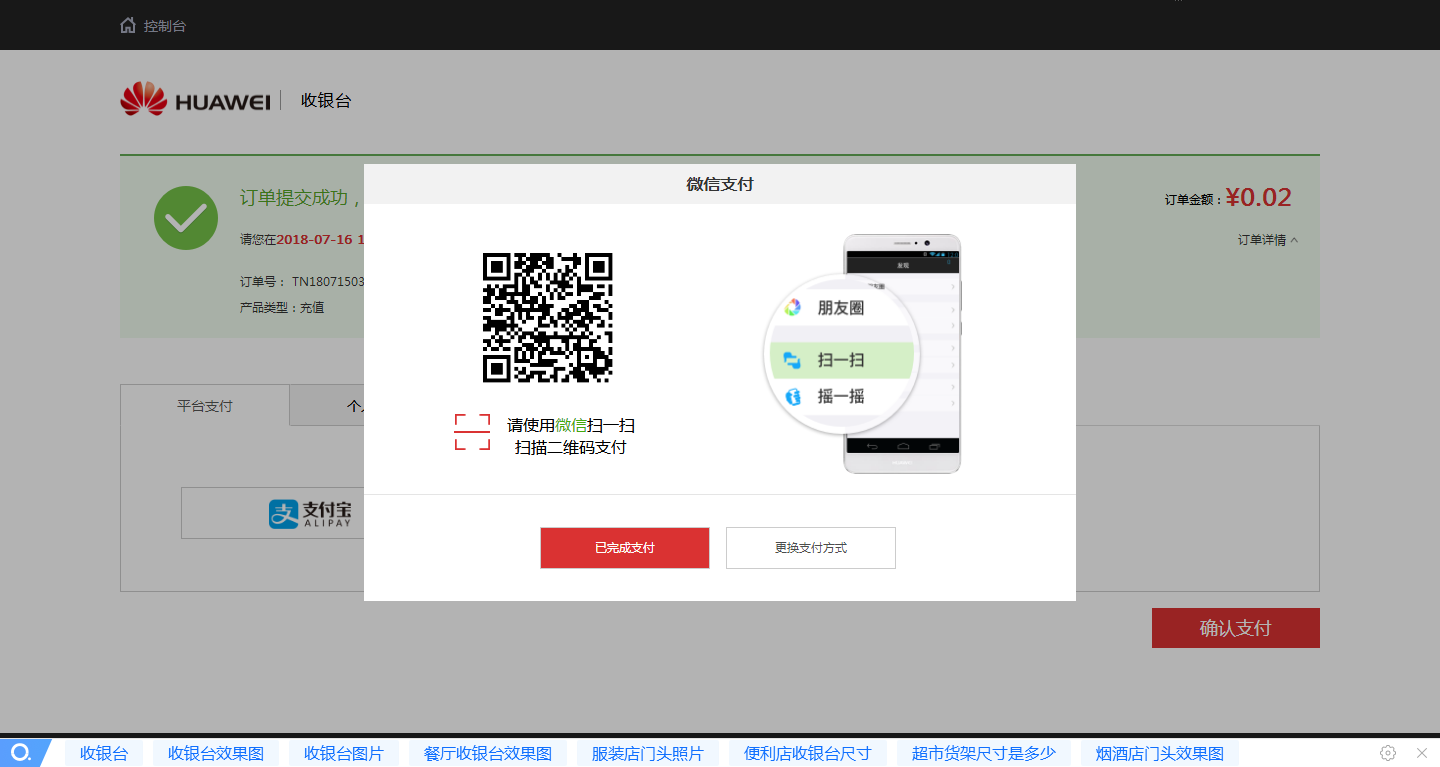 控制台
HUAWEI 收银台
微信支付
订单提交成功，
订单金额：¥0.02
请您在2018-07-16 1
订单详情
订单号： TN18071503
产品类型：充值
发现
朋友圈
扫一扫
摇一摇
请使用微信扫一扫
扫描二维码支付
平台支付
个
支付宝
ALIPAY
已完成支付
更换支付方式
确认支付
收银台 收银台效果图 收银台图片 餐厅收银台效果图 服装店门头照片 便利店收银台尺寸 超市货架尺寸是多少 烟酒店门头效果图